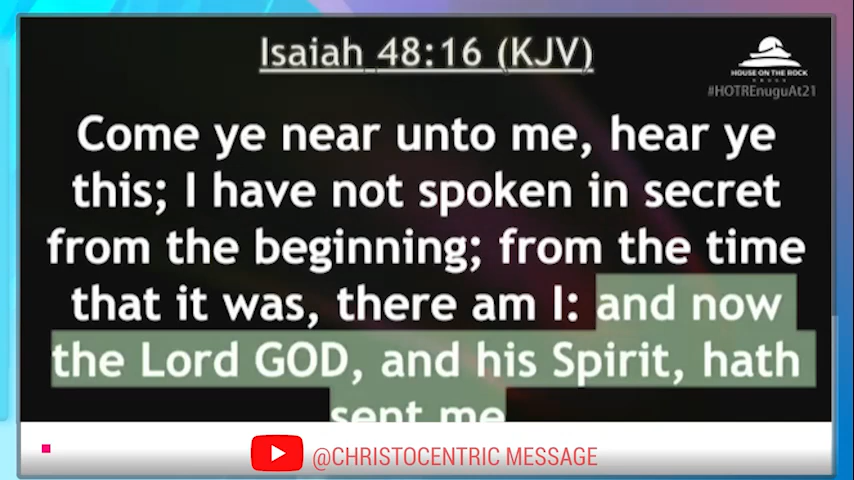 Isaiah 48:16 (KJV)
HOUSE ON THE ROCK
#HOTREnuguAt21
Come ye near unto me, hear ye
this; I have not spoken in secret
from the beginning; from the time
that it was, there am I: and now
the Lord GOD, and his Spirit, hath
sent me
@CHRISTOCENTRIC MESSAGE